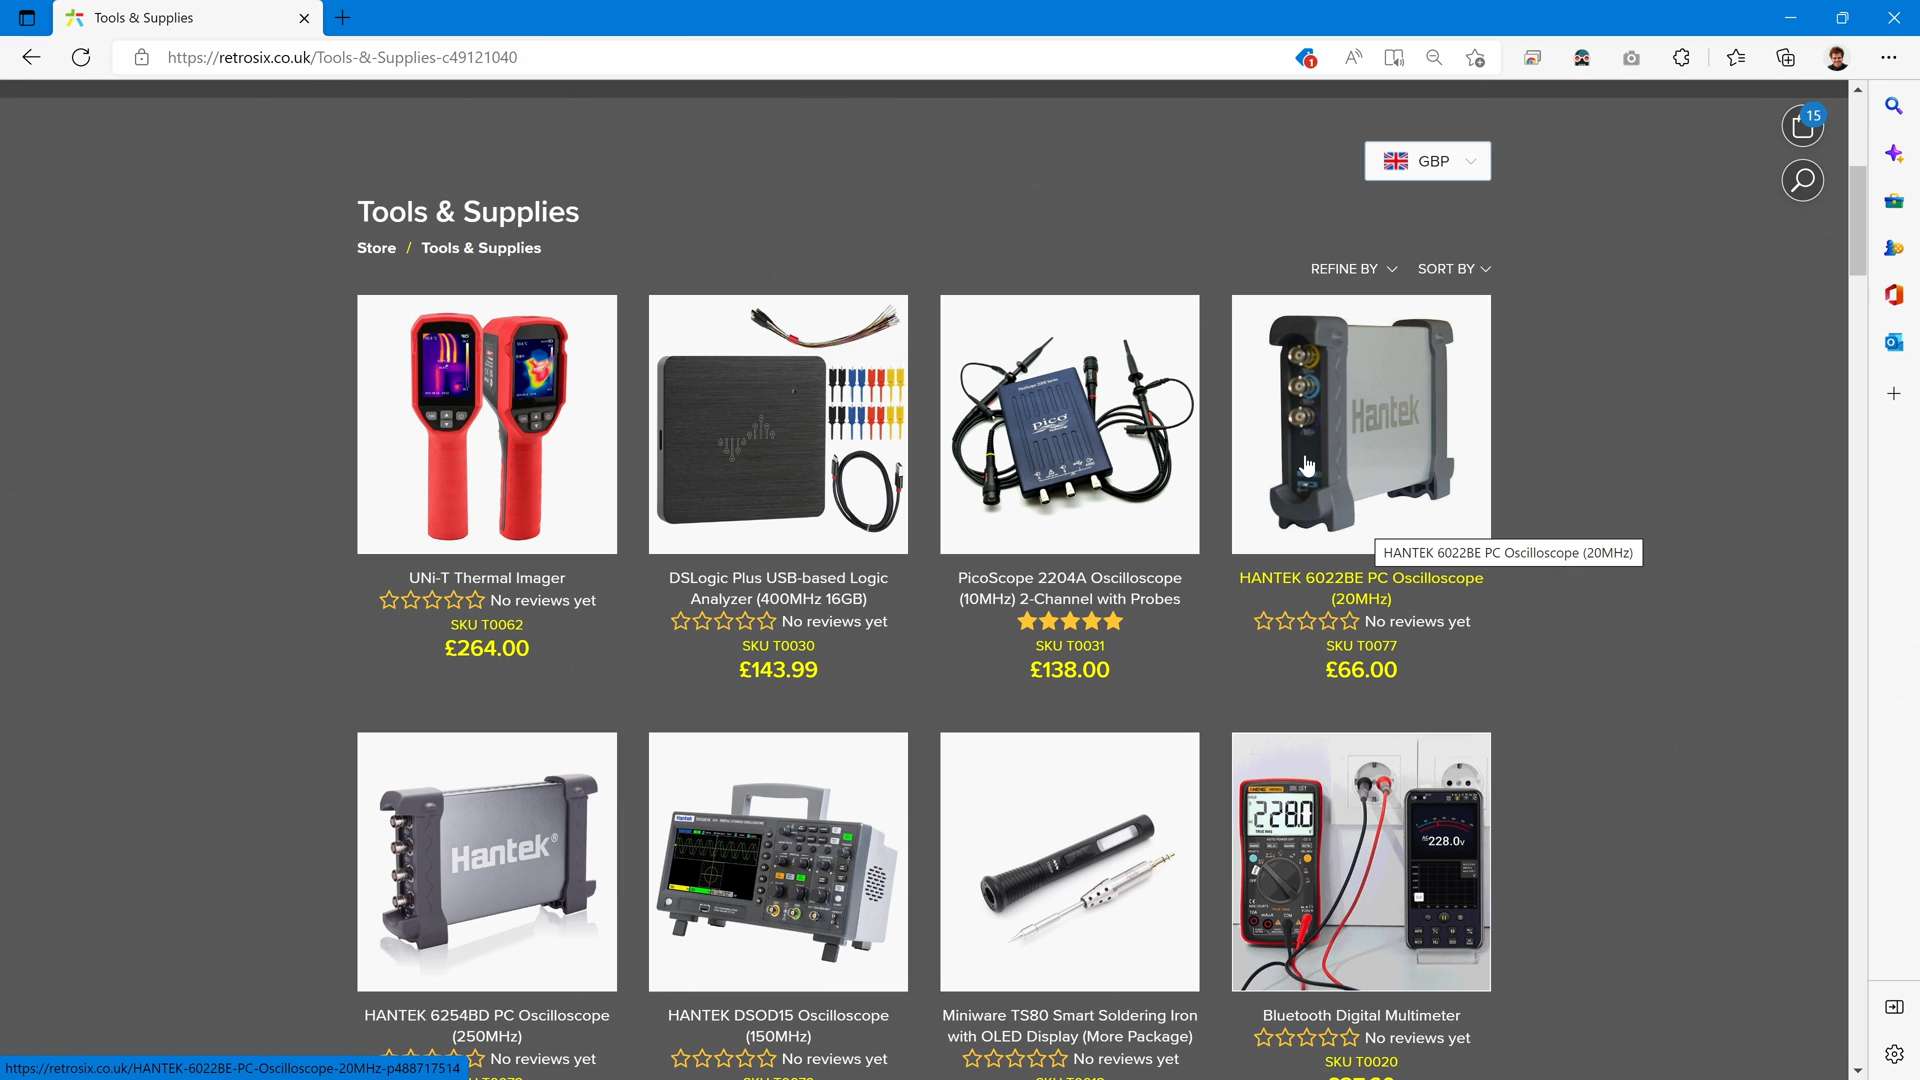 Tools & Supplies
https://retrosix.co.uk/Tools-&-Supplies-c49121040
1
15
GBP
Tools & Supplies
Store / Tools & Supplies
REFINE BY
SORT BY
pico
Hantek
HANTEK 6022BE PC Oscilloscope (20MHz)
UNi-T Thermal Imager
No reviews yet
SKU T0062
£264.00
DSLogic Plus USB-based Logic
Analyzer (400MHz 16GB)
No reviews yet
SKU T0030
£143.99
PicoScope 2204A Oscilloscope
(10MHz) 2-Channel with Probes
SKU T0031
£138.00
HANTEK 6022BE PC Oscilloscope
(20MHz)
No reviews yet
SKU T0077
£66.00
Hantek®
Hantek
228.0
228.0v
COM
HANTEK 6254BD PC Oscilloscope
(250MHz)
No reviews yet
HANTEK DSOD15 Oscilloscope
(150MHz)
No reviews yet
Miniware TS80 Smart Soldering Iron
with OLED Display (More Package)
No reviews yet
Bluetooth Digital Multimeter
No reviews yet
SKU T0020
https://retrosix.co.uk/HANTEK-6022BE-PC-Oscilloscope-20MHz-p488717514